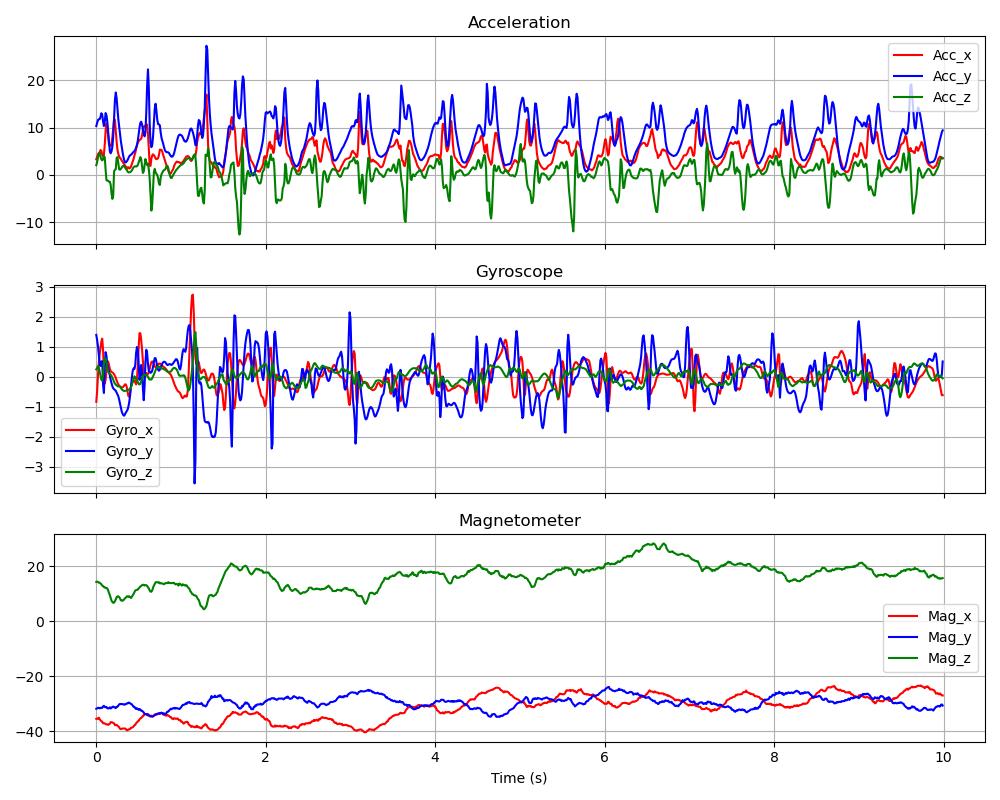 Acceleration
20
10
0
−10
Acc_x
Acc_y
Acc_z
Gyroscope
3
2
1
0
−1
−2
−3
Gyro_x
Gyro_y
Gyro_z
Magnetometer
20
0
−20
−40
Mag_x
Mag_y
Mag_z
0 2 4 6 8 10
Time (s)